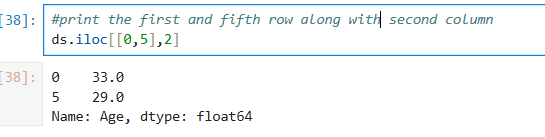 [38]: #print the first and fifth row along with second column
ds.iloc[[0,5],2]
[38]: 0 33.0
5 29.0
Name: Age, dtype: float64